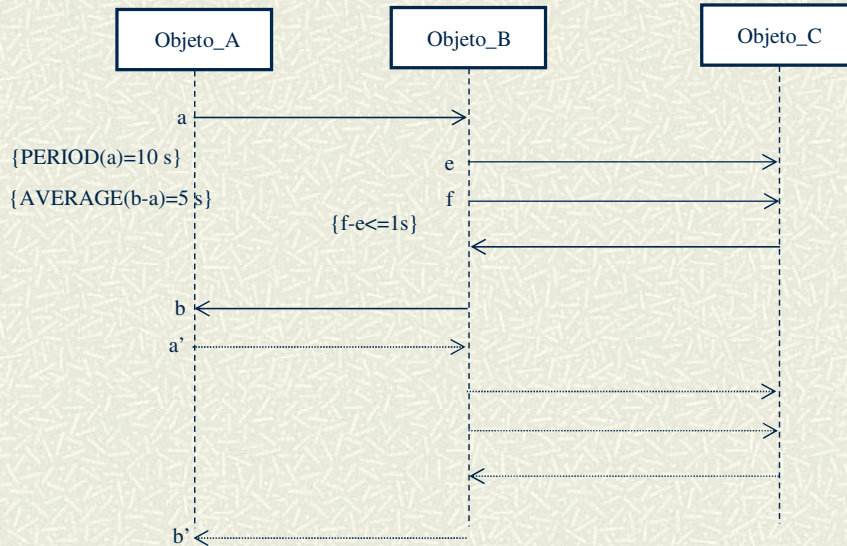 Objeto_A
Objeto_B
Objeto_C
a
{PERIOD(a)=10 s}
e
{AVERAGE(b-a)=5 s}
f
{f-e<=1s}
b
a’
b’